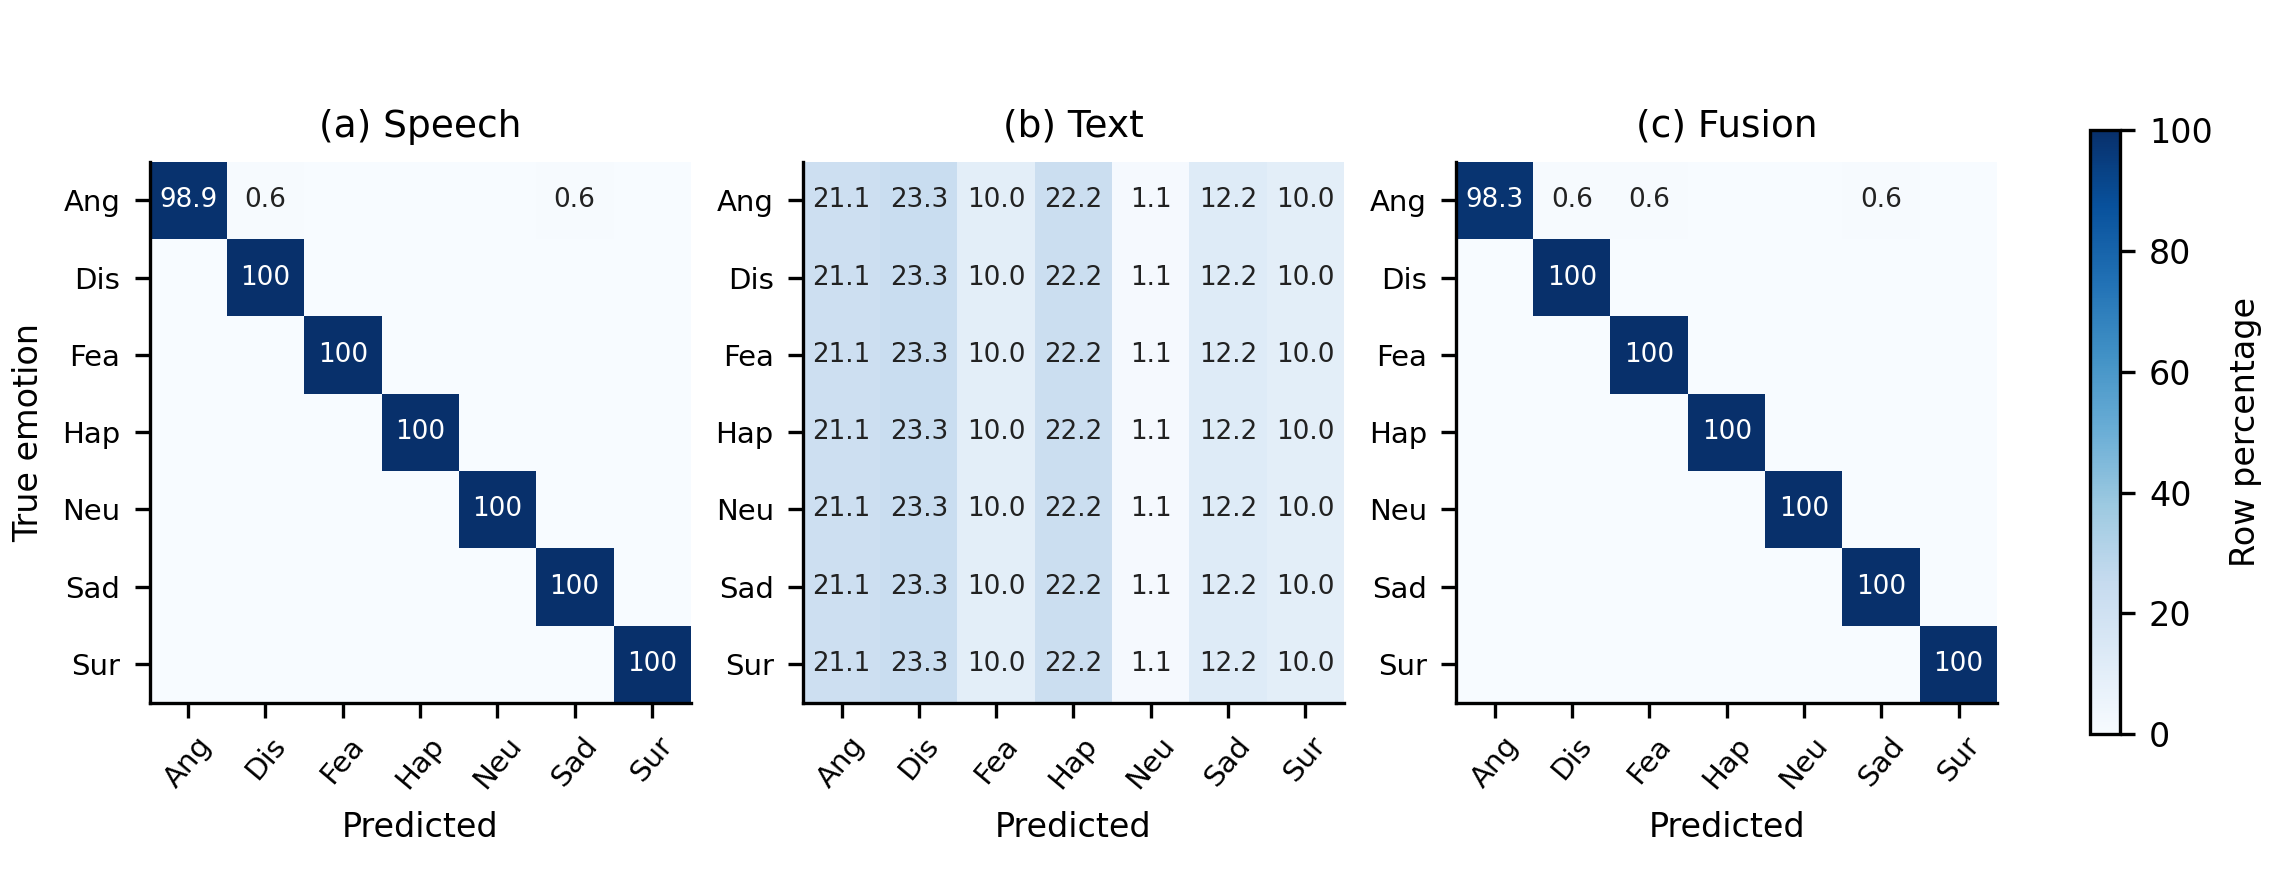 (a) Speech
(b) Text
(c) Fusion
True emotion
Ang 98.9 0.6 0.6
Dis 100
Fea 100
Hap 100
Neu 100
Sad 100
Sur 100
Ang Dis Fea Hap Neu Sad Sur
Predicted
Ang 21.1 23.3 10.0 22.2 1.1 12.2 10.0
Dis 21.1 23.3 10.0 22.2 1.1 12.2 10.0
Fea 21.1 23.3 10.0 22.2 1.1 12.2 10.0
Hap 21.1 23.3 10.0 22.2 1.1 12.2 10.0
Neu 21.1 23.3 10.0 22.2 1.1 12.2 10.0
Sad 21.1 23.3 10.0 22.2 1.1 12.2 10.0
Sur 21.1 23.3 10.0 22.2 1.1 12.2 10.0
Ang Dis Fea Hap Neu Sad Sur
Predicted
Ang 98.3 0.6 0.6 0.6
Dis 100
Fea 100
Hap 100
Neu 100
Sad 100
Sur 100
Ang Dis Fea Hap Neu Sad Sur
Predicted
100
80
60
40
20
0
Row percentage